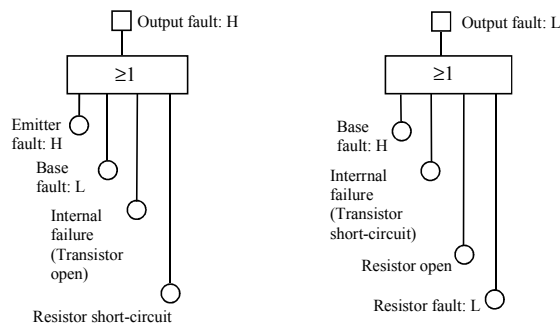 Output fault: H
≥1
Emitter
fault: H
Base
fault: L
Internal
failure
(Transistor
open)
Resistor short-circuit
Output fault: L
≥1
Base
fault: H
Interrnal
failure
(Transistor
short-circuit)
Resistor open
Resistor fault: L